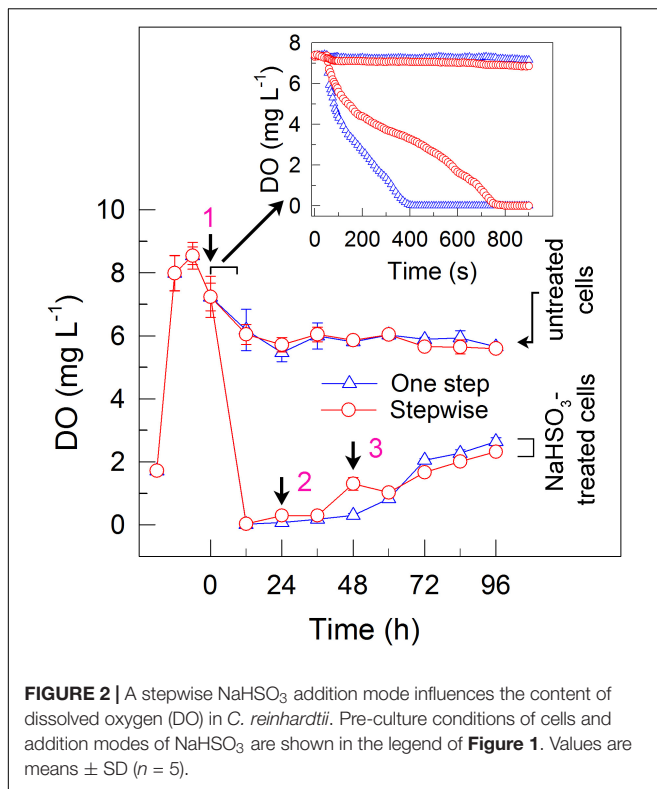 8
6
4
2
0
DO (mg L-1)
0 200 400 600 800
Time (s)
10
8
6
4
2
0
DO (mg L-1)
1
2
3
untreated
cells
One step
Stepwise
NaHSO3-
treated cells
0 24 48 72 96
Time (h)
FIGURE 2 | A stepwise NaHSO3 addition mode influences the content of
dissolved oxygen (DO) in C. reinhardtii. Pre-culture conditions of cells and
addition modes of NaHSO3 are shown in the legend of Figure 1. Values are
means ± SD (n = 5).